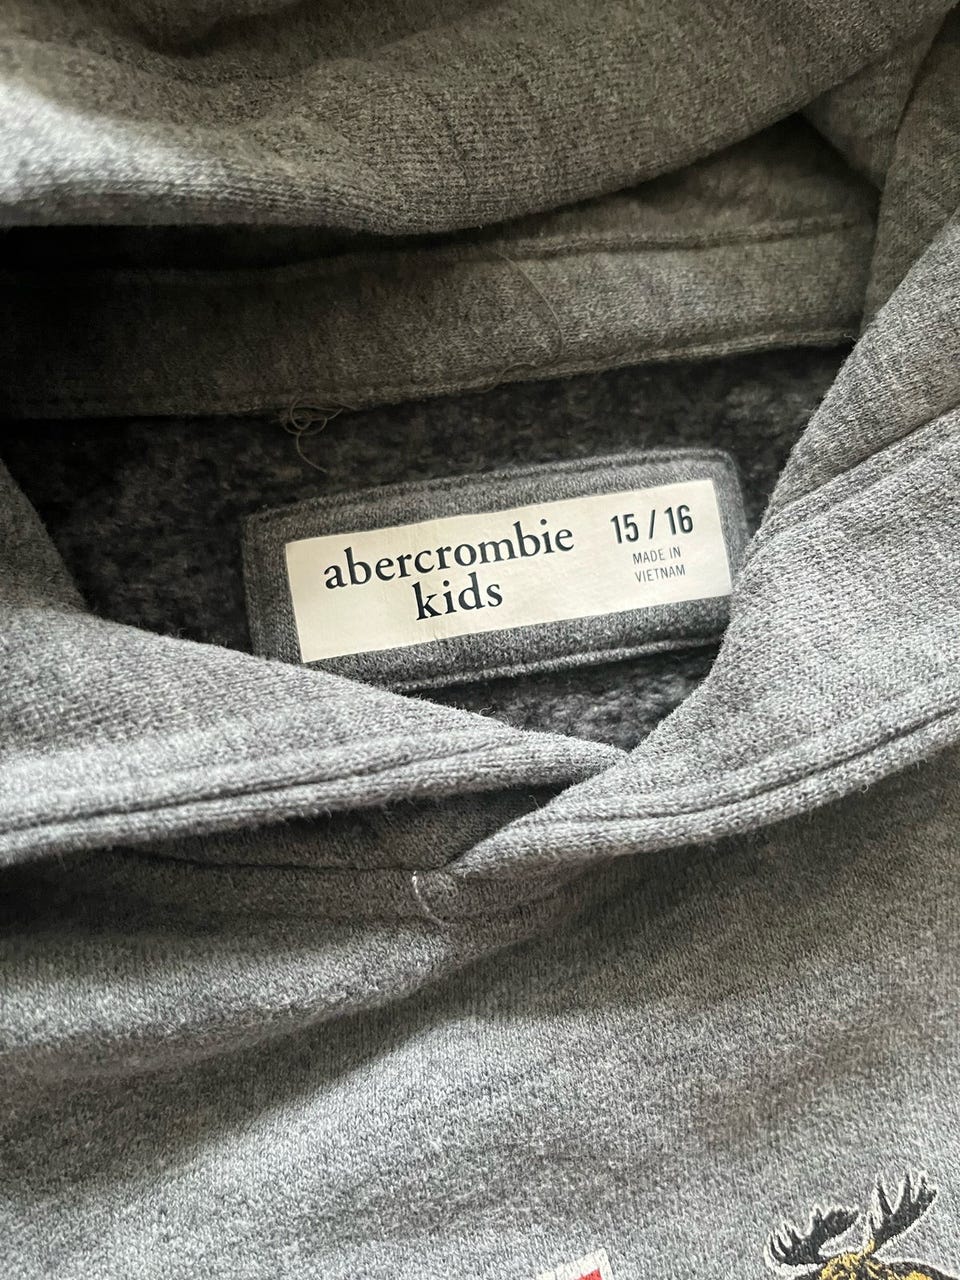 abercrombie
kids
15 / 16
MADE IN
VIETNAM